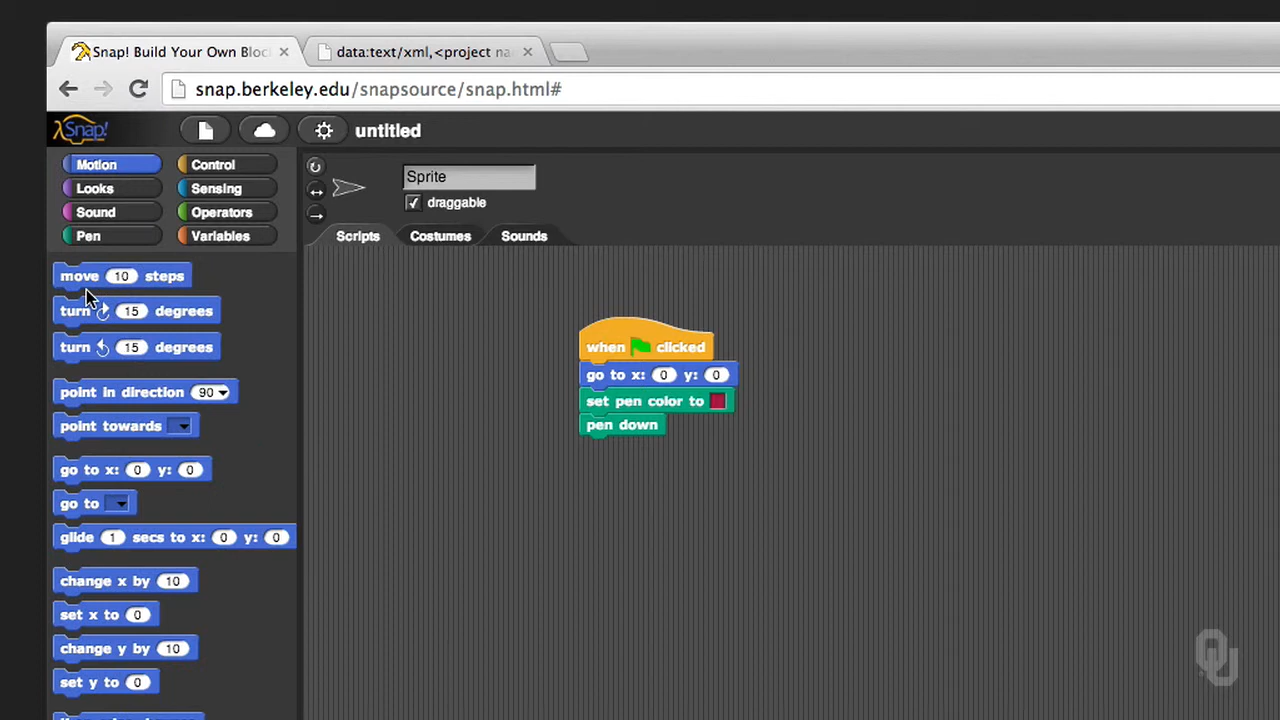 Snap! Build Your Own Bloc
data:text/xml,<project na
snap.berkeley.edu/snapsource/snap.html#
λSnap!
untitled
Motion
Control
Looks
Sensing
Sound
Operators
Pen
Variables
Sprite
draggable
Scripts
Costumes
Sounds
move 10 steps
turn 15 degrees
turn 15 degrees
point in direction 90
point towards
go to x: 0 y: 0
go to
glide 1 secs to x: 0 y: 0
change x by 10
set x to 0
change y by 10
set y to 0
when clicked
go to x: 0 y: 0
set pen color to
pen down
OU